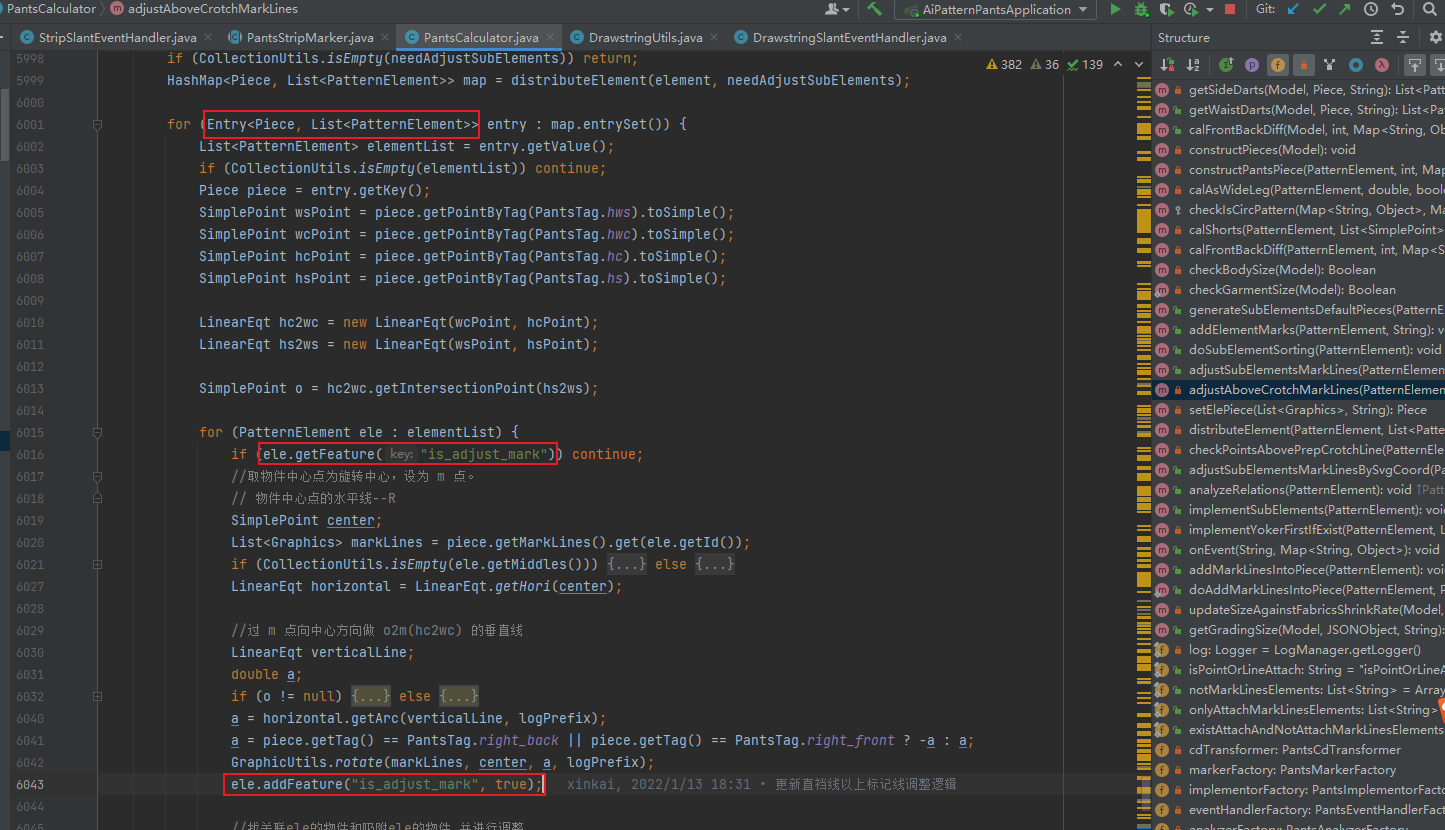 PantsCalculator
adjustAboveCrotchMarkLines
AiPatternPantsApplication
Git:
StripSlantEventHandler.java
PantsStripMarker.java
PantsCalculator.java
DrawstringUtils.java
DrawstringSlantEventHandler.java
Structure
382
36
139
5998 if (CollectionUtils.isEmpty(needAdjustSubElements)) return;
5999 HashMap<Piece, List<PatternElement>> map = distributeElement(element, needAdjustSubElements);
6000
6001 for (Entry<Piece, List<PatternElement>> entry : map.entrySet()) {
6002 List<PatternElement> elementList = entry.getValue();
6003 if (CollectionUtils.isEmpty(elementList)) continue;
6004 Piece piece = entry.getKey();
6005 SimplePoint wsPoint = piece.getPointByTag(PantsTag.hws).toSimple();
6006 SimplePoint wcPoint = piece.getPointByTag(PantsTag.hwc).toSimple();
6007 SimplePoint hcPoint = piece.getPointByTag(PantsTag.hc).toSimple();
6008 SimplePoint hsPoint = piece.getPointByTag(PantsTag.hs).toSimple();
6009
6010 LinearEqt hc2wc = new LinearEqt(wcPoint, hcPoint);
6011 LinearEqt hs2ws = new LinearEqt(wsPoint, hsPoint);
6012
6013 SimplePoint o = hc2wc.getIntersectionPoint(hs2ws);
6014
6015 for (PatternElement ele : elementList) {
6016 if (ele.getFeature( key: "is_adjust_mark")) continue;
6017 //取物件中心点为旋转中心，设为 m 点。
6018 // 物件中心点的水平线--R
6019 SimplePoint center;
6020 List<Graphics> markLines = piece.getMarkLines().get(ele.getId());
6021 if (CollectionUtils.isEmpty(ele.getMiddles())) {...} else {...}
6027 LinearEqt horizontal = LinearEqt.getHori(center);
6028
6029 //过 m 点向中心方向做 o2m(hc2wc) 的垂直线
6030 LinearEqt verticalLine;
6031 double a;
6032 if (o != null) {...} else {...}
6040 a = horizontal.getArc(verticalLine, logPrefix);
6041 a = piece.getTag() == PantsTag.right_back || piece.getTag() == PantsTag.right_front ? -a : a;
6042 GraphicUtils.rotate(markLines, center, a, logPrefix);
6043 ele.addFeature("is_adjust_mark", true); xinkai, 2022/1/13 18:31 • 更新直裆线以上标记线调整逻辑
6044
6045 //找关联ele的物件和吸附ele的物件 并进行调整
getSideDarts(Model, Piece, String): List<Patt
getWaistDarts(Model, Piece, String): List<Pa
calFrontBackDiff(Model, int, Map<String, Ob
constructPieces(Model): void
constructPantsPiece(PatternElement, int, Map
calAsWideLeg(PatternElement, double, bool
checkIsCircPattern(Map<String, Object>, Ma
calShorts(PatternElement, List<SimplePoint>
calFrontBackDiff(PatternElement, int, Map<S
checkBodySize(Model): Boolean
checkGarmentSize(Model): Boolean
generateSubElementsDefaultPieces(PatternE
addElementMarks(PatternElement, String): v
doSubElementSorting(PatternElement): void
adjustSubElementsMarkLines(PatternElemen
adjustAboveCrotchMarkLines(PatternElemen
setElePiece(List<Graphics>, String): Piece
distributeElement(PatternElement, List<Patte
checkPointsAbovePrepCrotchLine(PatternEle
adjustSubElementsMarkLinesBySvgCoord(Pat
analyzeRelations(PatternElement): void ↑Patt
implementSubElements(PatternElement): voi
implementYokerFirstIfExist(PatternElement, L
onEvent(String, Map<String, Object>): void
addMarkLinesIntoPiece(PatternElement): voi
doAddMarkLinesIntoPiece(PatternElement, P
updateSizeAgainstFabricsShrinkRate(Model,
getGradingSize(Model, JSONObject, String):
log: Logger = LogManager.getLogger()
isPointOrLineAttach: String = "isPointOrLineA
notMarkLinesElements: List<String> = Array
onlyAttachMarkLinesElements: List<String>
existAttachAndNotAttachMarkLinesElements
cdTransformer: PantsCdTransformer
markerFactory: PantsMarkerFactory
implementorFactory: PantsImplementorFacto
eventHandlerFactory: PantsEventHandlerFact
analyzerFactory: PantsAnalyzerFactory